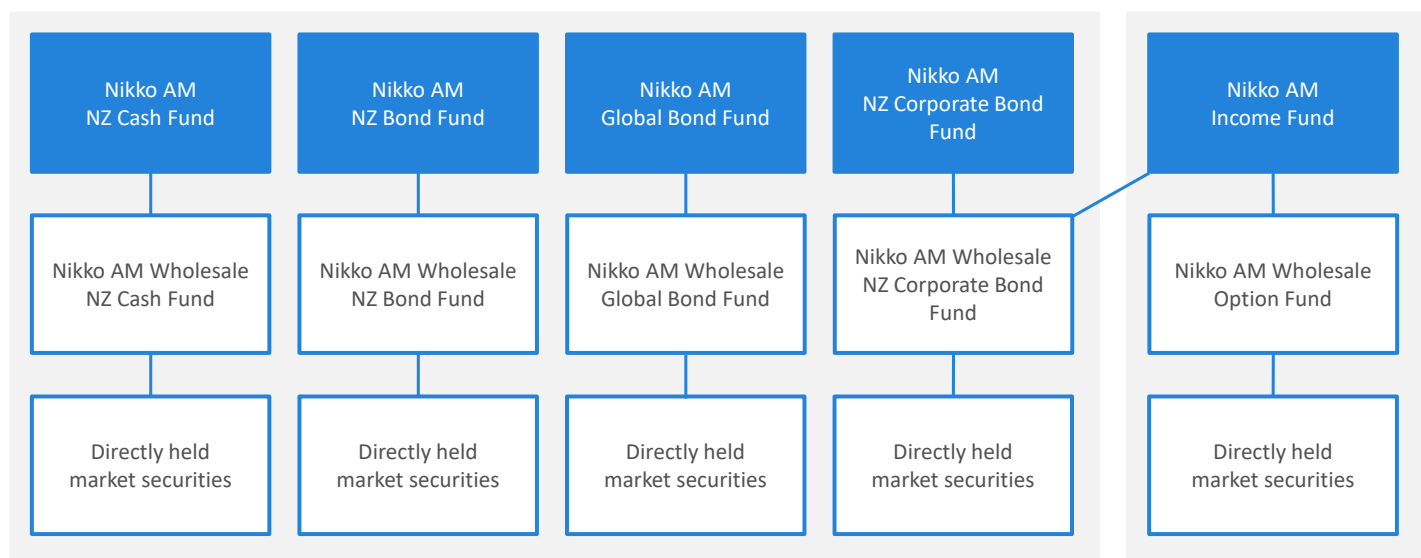 Nikko AM
NZ Cash Fund
Nikko AM
NZ Bond Fund
Nikko AM
Global Bond Fund
Nikko AM
NZ Corporate Bond
Fund
Nikko AM
Income Fund
Nikko AM Wholesale
NZ Cash Fund
Nikko AM Wholesale
NZ Bond Fund
Nikko AM Wholesale
Global Bond Fund
Nikko AM Wholesale
NZ Corporate Bond
Fund
Nikko AM Wholesale
Option Fund
Directly held
market securities
Directly held
market securities
Directly held
market securities
Directly held
market securities
Directly held
market securities